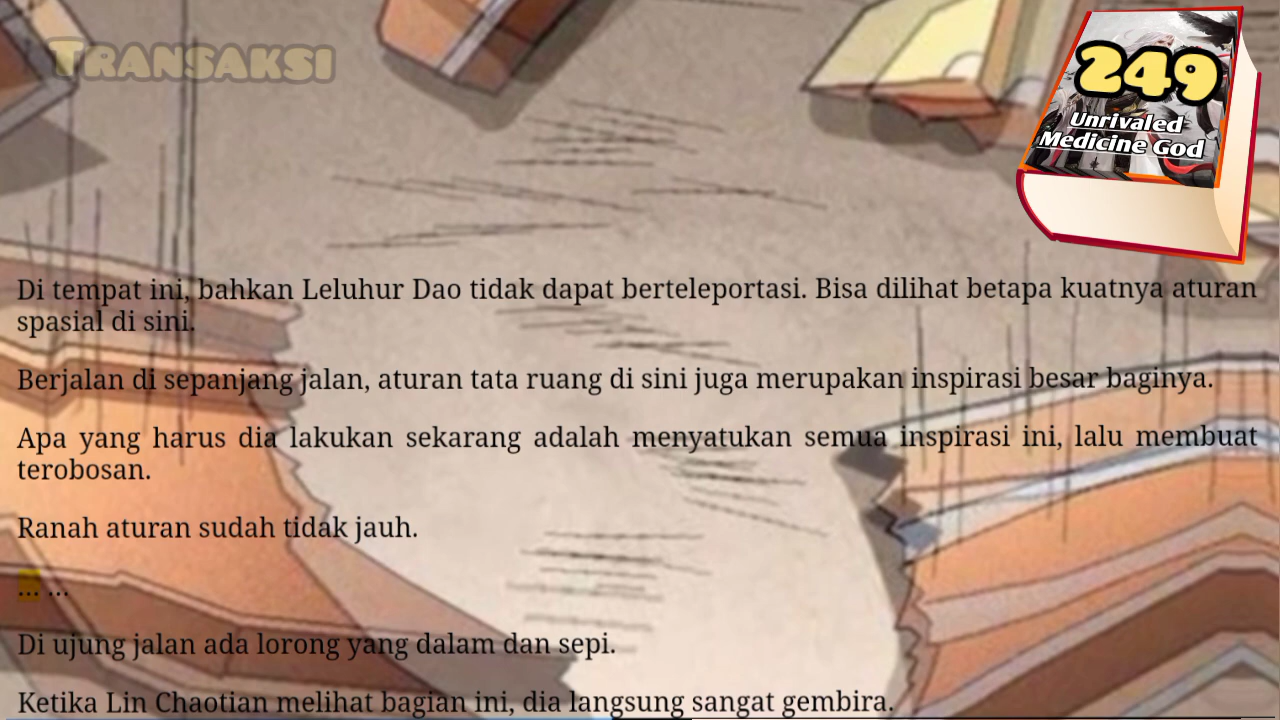 TRANSAKSI
249
Unrivaled
Medicine God
Di tempat ini, bahkan Leluhur Dao tidak dapat berteleportasi. Bisa dilihat betapa kuatnya aturan
spasial di sini.
Berjalan di sepanjang jalan, aturan tata ruang di sini juga merupakan inspirasi besar baginya.
Apa yang harus dia lakukan sekarang adalah menyatukan semua inspirasi ini, lalu membuat
terobosan.
Ranah aturan sudah tidak jauh.
... ...
Di ujung jalan ada lorong yang dalam dan sepi.
Ketika Lin Chaotian melihat bagian ini, dia langsung sangat gembira.